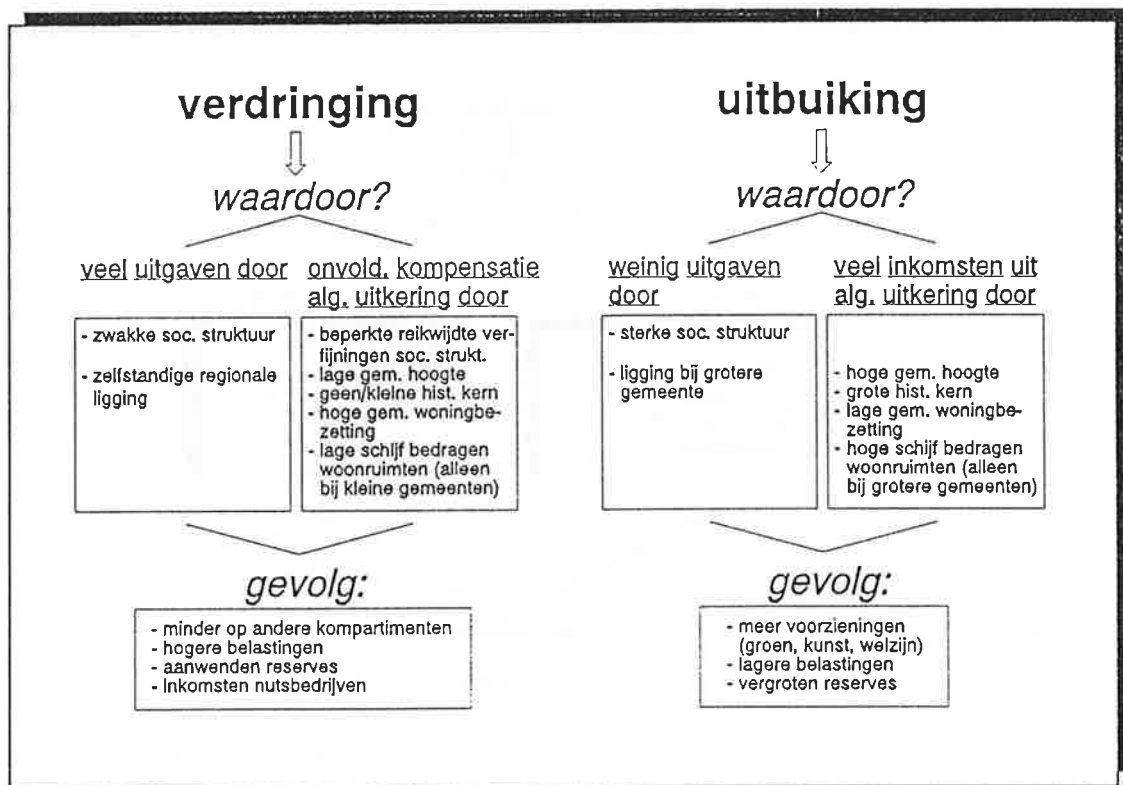 verdringing
waardoor?
veel uitgaven door
- zwakke soc. struktuur
- zelfstandige regionale
ligging
onvold. kompensatie
alg. uitkering door
- beperkte reikwijdte ver-
fijningen soc. strukt.
- lage gem. hoogte
- geen/kleine hist. kern
- hoge gem. woningbe-
zetting
- lage schijf bedragen
woonruimten (alleen
bij kleine gemeenten)
gevolg:
- minder op andere kompartimenten
- hogere belastingen
- aanwenden reserves
- Inkomsten nutsbedrijven
uitbuiking
waardoor?
weinig uitgaven
door
- sterke soc. struktuur
- ligging bij grotere
gemeente
veel inkomsten uit
alg. uitkering door
- hoge gem. hoogte
- grote hist. kern
- lage gem. woningbe-
zetting
- hoge schijf bedragen
woonruimten (alleen
bij grotere gemeenten)
gevolg:
- meer voorzieningen
(groen, kunst, welzijn)
- lagere belastingen
- vergroten reserves